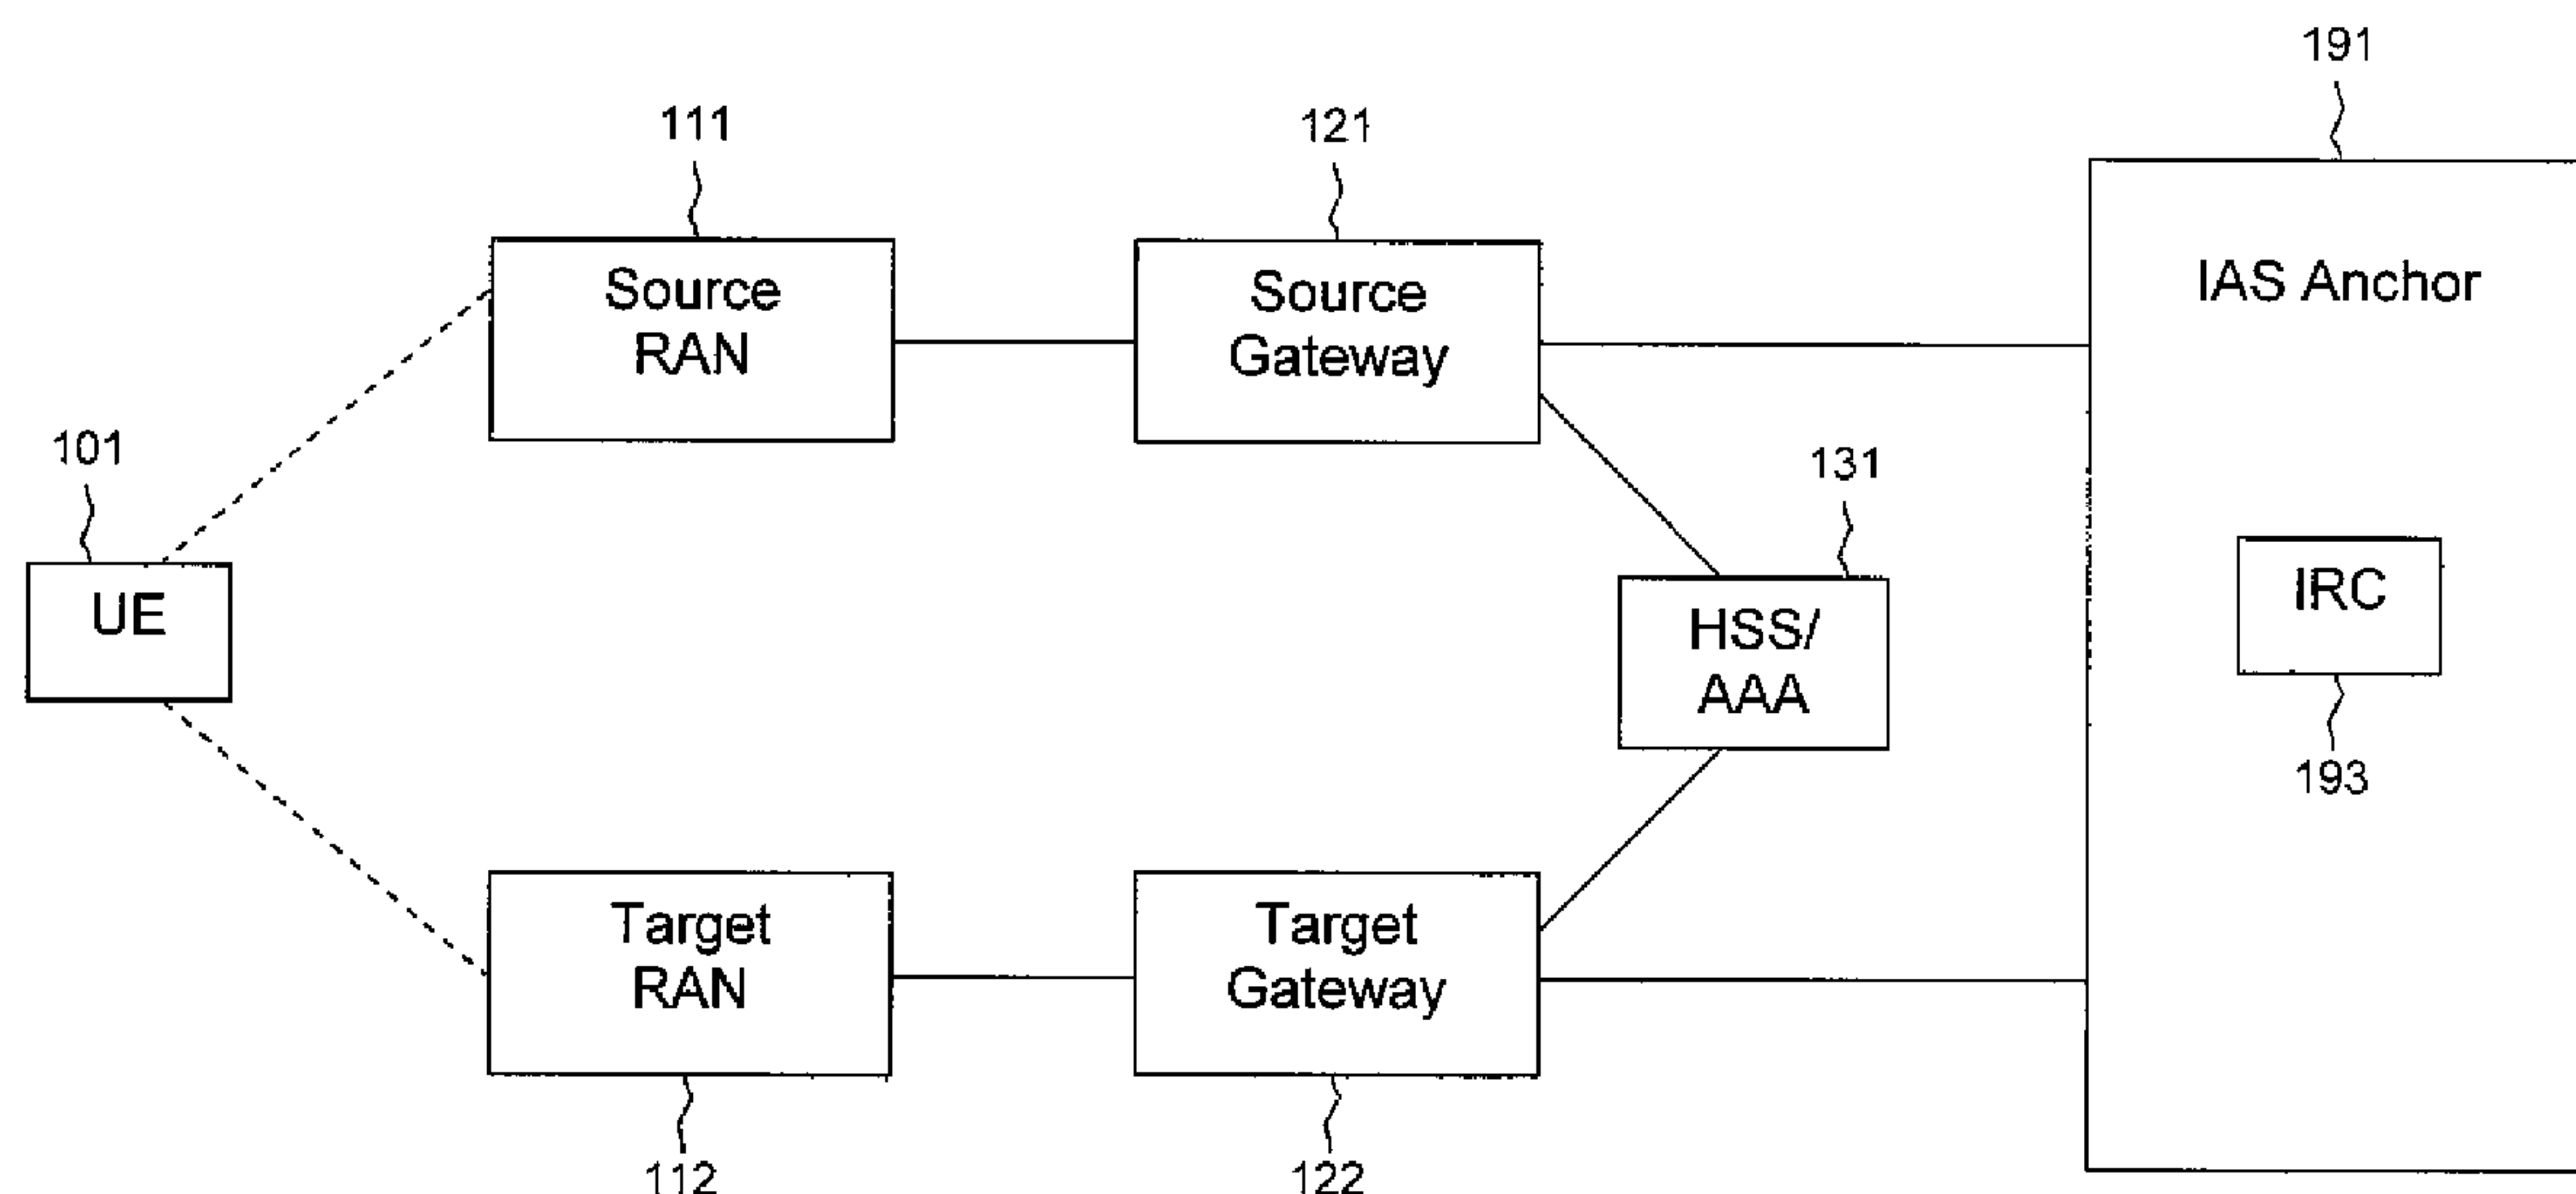 191
111
121
Source
RAN
Source
Gateway
IAS Anchor
101
131
UE
HSS/
AAA
IRC
193
Target
RAN
Target
Gateway
112
122